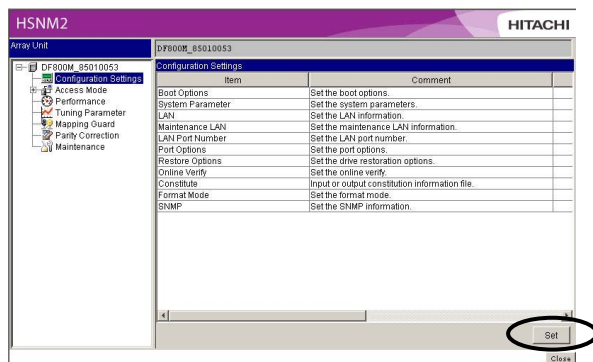 HSNM2
HITACHI
Array Unit
DF800M_85010053
DF800M_85010053
Configuration Settings
Access Mode
Performance
Tuning Parameter
Mapping Guard
Parity Correction
Maintenance
Configuration Settings
Item Comment
Boot Options Set the boot options.
System Parameter Set the system parameters.
LAN Set the LAN information.
Maintenance LAN Set the maintenance LAN information.
LAN Port Number Set the LAN port number.
Port Options Set the port options.
Restore Options Set the drive restoration options.
Online Verify Set the online verify.
Constitute Input or output constitution information file.
Format Mode Set the format mode.
SNMP Set the SNMP information.
Set
Close